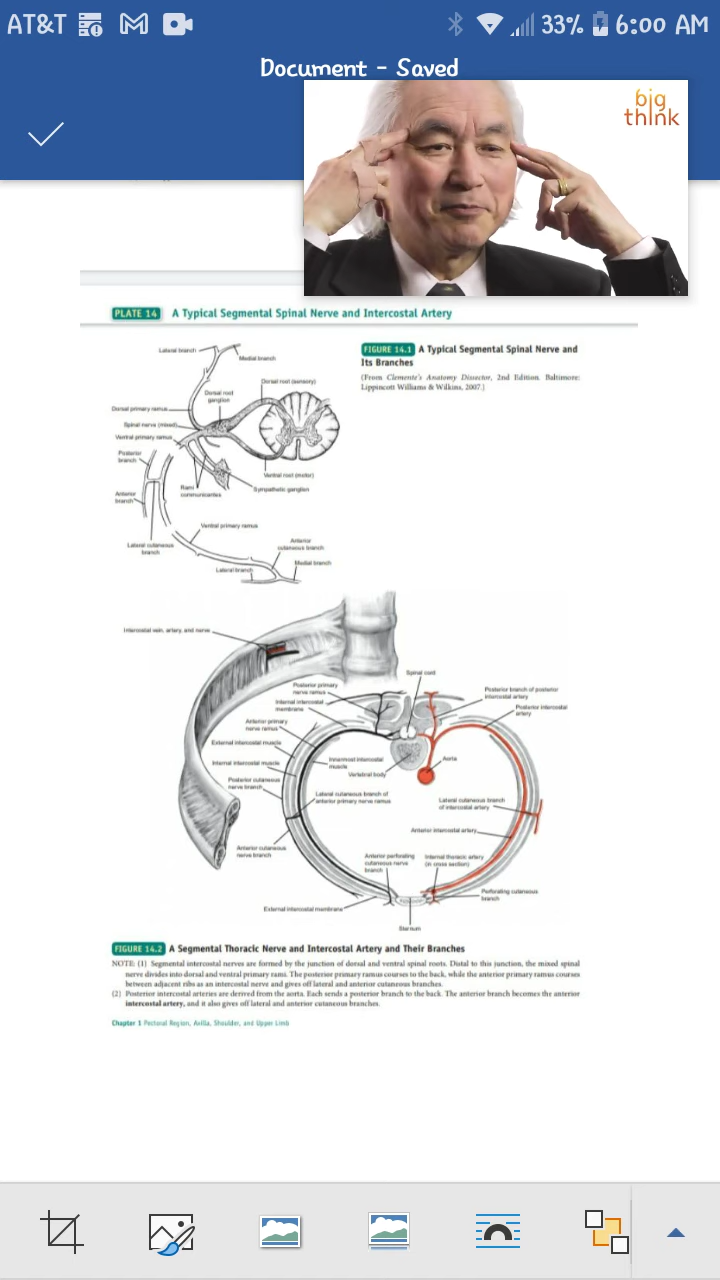 AT&T
33%
6:00 AM
Document - Saved
big
think
PLATE 14 A Typical Segmental Spinal Nerve and Intercostal Artery
FIGURE 14.1 A Typical Segmental Spinal Nerve and
Its Branches
(From Clemente's Anatomy Dissector, 2nd Edition. Baltimore:
Lippincott Williams & Wilkins, 2007.)
Lateral branch
Medial branch
Dorsal root (sensory)
Dorsal root
ganglion
Dorsal primary ramus
Spinal nerve (mixed)
Ventral primary ramus
Posterior
branch
Ventral root (motor)
Rami
communicantes
Sympathetic ganglion
Anterior
branch
Ventral primary ramus
Lateral cutaneous
branch
Anterior
cutaneous branch
Medial branch
Lateral branch
Intercostal vein, artery, and nerve
Spinal cord
Posterior primary
nerve ramus
Posterior branch of posterior
intercostal artery
Internal intercostal
membrane
Posterior intercostal
artery
Anterior primary
nerve ramus
External intercostal muscle
Innermost intercostal
muscle
Aorta
Internal intercostal muscle
Vertebral body
Posterior cutaneous
nerve branch
Lateral cutaneous branch of
anterior primary nerve ramus
Lateral cutaneous branch
of intercostal artery
Anterior intercostal artery
Anterior cutaneous
nerve branch
Anterior perforating
cutaneous nerve
branch
Internal thoracic artery
(in cross section)
Perforating cutaneous
branch
External intercostal membrane
Sternum
FIGURE 14.2 A Segmental Thoracic Nerve and Intercostal Artery and Their Branches
NOTE: (1) Segmental intercostal nerves are formed by the junction of dorsal and ventral spinal roots. Distal to this junction, the mixed spinal
nerve divides into dorsal and ventral primary rami. The posterior primary ramus courses to the back, while the anterior primary ramus courses
between adjacent ribs as an intercostal nerve and gives off lateral and anterior cutaneous branches.
(2) Posterior intercostal arteries are derived from the aorta. Each sends a posterior branch to the back. The anterior branch becomes the anterior
intercostal artery, and it also gives off lateral and anterior cutaneous branches.
Chapter 1 Pectoral Region, Axilla, Shoulder, and Upper Limb